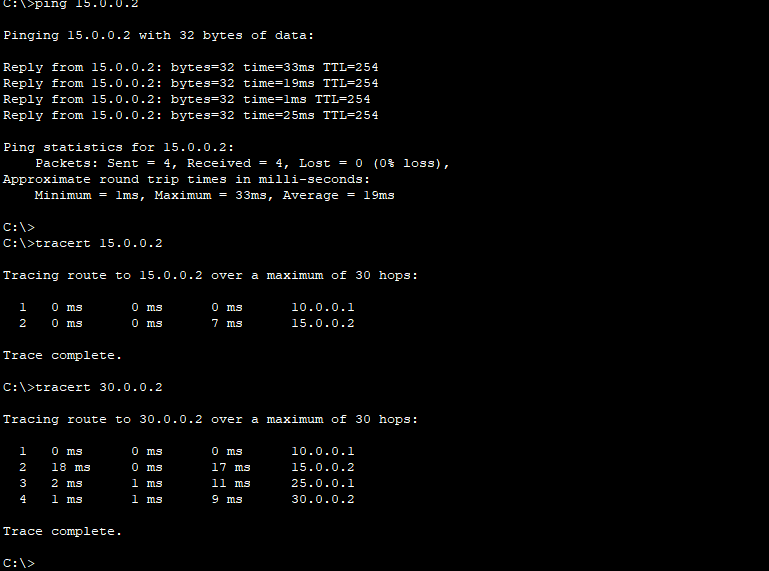 C:\>ping 15.0.0.2
Pinging 15.0.0.2 with 32 bytes of data:
Reply from 15.0.0.2: bytes=32 time=33ms TTL=254
Reply from 15.0.0.2: bytes=32 time=19ms TTL=254
Reply from 15.0.0.2: bytes=32 time=1ms TTL=254
Reply from 15.0.0.2: bytes=32 time=25ms TTL=254
Ping statistics for 15.0.0.2:
Packets: Sent = 4, Received = 4, Lost = 0 (0% loss),
Approximate round trip times in milli-seconds:
Minimum = 1ms, Maximum = 33ms, Average = 19ms
C:\>
C:\>tracert 15.0.0.2
Tracing route to 15.0.0.2 over a maximum of 30 hops:
1 0 ms 0 ms 0 ms 10.0.0.1
2 0 ms 0 ms 7 ms 15.0.0.2
Trace complete.
C:\>tracert 30.0.0.2
Tracing route to 30.0.0.2 over a maximum of 30 hops:
1 0 ms 0 ms 0 ms 10.0.0.1
2 18 ms 0 ms 17 ms 15.0.0.2
3 2 ms 1 ms 11 ms 25.0.0.1
4 1 ms 1 ms 9 ms 30.0.0.2
Trace complete.
C:\>